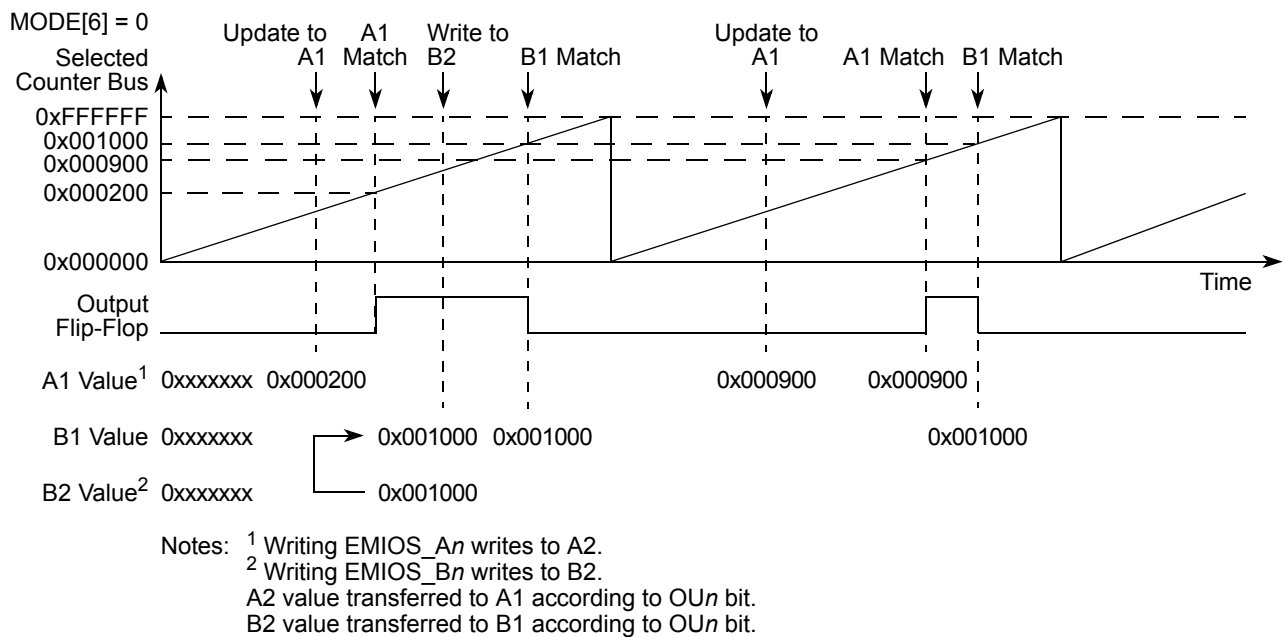 MODE[6] = 0
Update to A1
A1 Match
Write to B2
B1 Match
Update to A1
A1 Match
B1 Match
Selected Counter Bus
0xFFFFFF
0x001000
0x000900
0x000200
0x000000
Time
Output Flip-Flop
A1 Value1 0xxxxxxx 0x000200 0x000900 0x000900
B1 Value 0xxxxxxx 0x001000 0x001000 0x001000
B2 Value2 0xxxxxxx 0x001000
Notes: 1 Writing EMIOS_An writes to A2.
2 Writing EMIOS_Bn writes to B2.
A2 value transferred to A1 according to OUn bit.
B2 value transferred to B1 according to OUn bit.